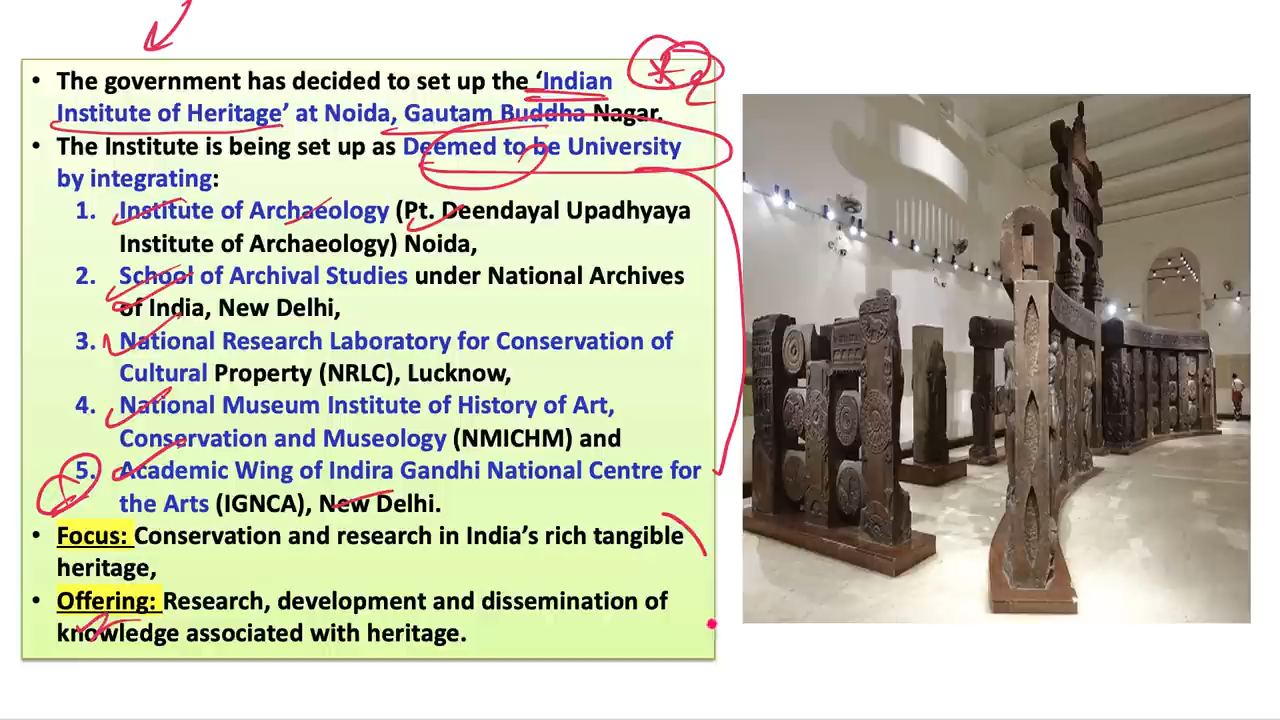 • The government has decided to set up the ‘Indian
Institute of Heritage’ at Noida, Gautam Buddha Nagar.
• The Institute is being set up as Deemed to be University
by integrating:
1. Institute of Archaeology (Pt. Deendayal Upadhyaya
Institute of Archaeology) Noida,
2. School of Archival Studies under National Archives
of India, New Delhi,
3. National Research Laboratory for Conservation of
Cultural Property (NRLC), Lucknow,
4. National Museum Institute of History of Art,
Conservation and Museology (NMICHM) and
5. Academic Wing of Indira Gandhi National Centre for
the Arts (IGNCA), New Delhi.
• Focus: Conservation and research in India’s rich tangible
heritage,
• Offering: Research, development and dissemination of
knowledge associated with heritage.